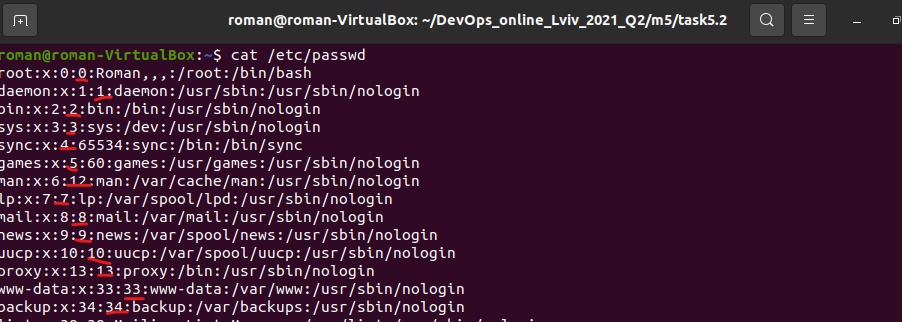 roman@roman-VirtualBox: ~/DevOps_online_Lviv_2021_Q2/m5/task5.2
roman@roman-VirtualBox:~$ cat /etc/passwd
root:x:0:0:Roman,,,:/root:/bin/bash
daemon:x:1:1:daemon:/usr/sbin:/usr/sbin/nologin
bin:x:2:2:bin:/bin:/usr/sbin/nologin
sys:x:3:3:sys:/dev:/usr/sbin/nologin
sync:x:4:65534:sync:/bin:/bin/sync
games:x:5:60:games:/usr/games:/usr/sbin/nologin
man:x:6:12:man:/var/cache/man:/usr/sbin/nologin
lp:x:7:7:lp:/var/spool/lpd:/usr/sbin/nologin
mail:x:8:8:mail:/var/mail:/usr/sbin/nologin
news:x:9:9:news:/var/spool/news:/usr/sbin/nologin
uucp:x:10:10:uucp:/var/spool/uucp:/usr/sbin/nologin
proxy:x:13:13:proxy:/bin:/usr/sbin/nologin
www-data:x:33:33:www-data:/var/www:/usr/sbin/nologin
backup:x:34:34:backup:/var/backups:/usr/sbin/nologin